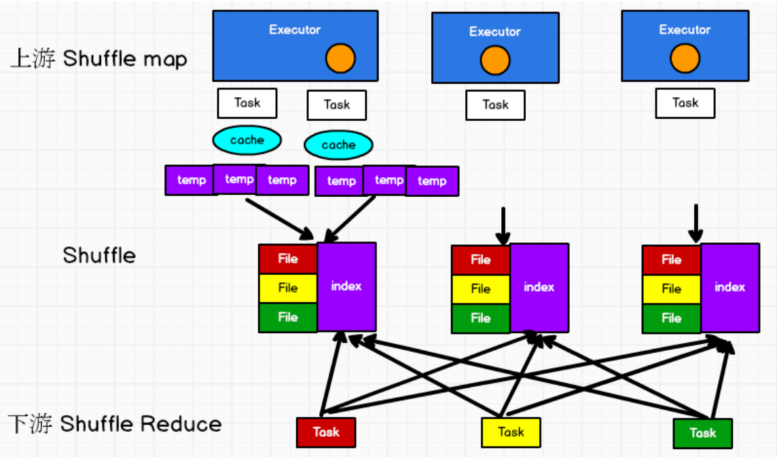 上游 Shuffle map
Executor
Executor
Executor
Task
Task
Task
Task
cache
cache
temp
temp
temp
temp
temp
temp
Shuffle
File
File
File
index
File
File
File
index
File
File
File
index
下游 Shuffle Reduce
Task
Task
Task